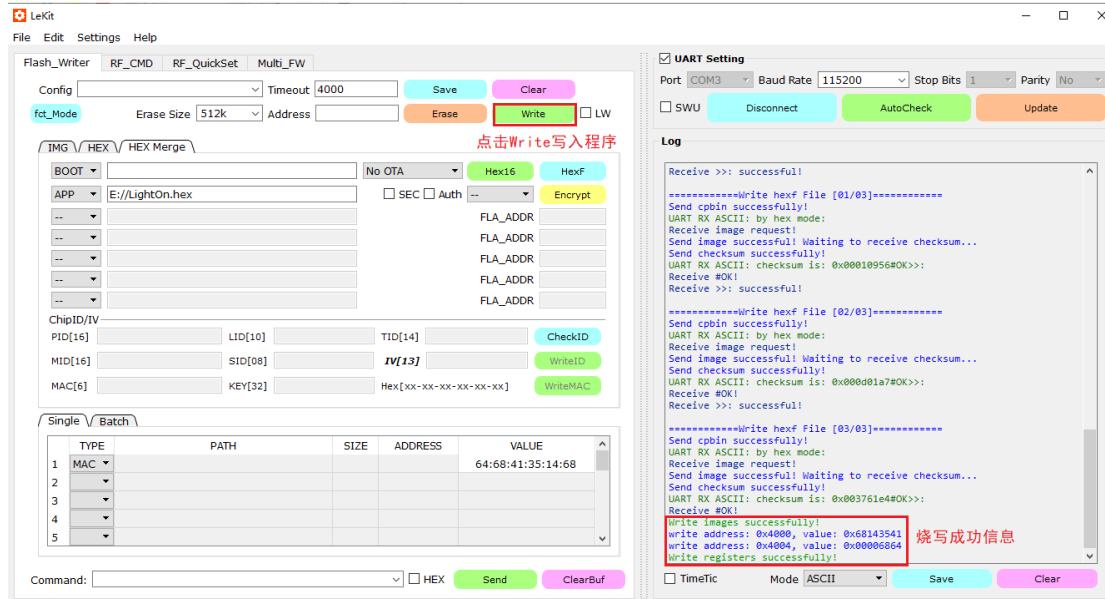 LeKit
File Edit Settings Help
Flash_Writer RF_CMD RF_QuickSet Multi_FW
Config Timeout 4000 Save Clear
fct_Mode Erase Size 512k Address Erase Write LW
点击Write写入程序
IMG HEX HEX Merge
BOOT No OTA Hex16 HexF
APP E://LightOn.hex SEC Auth -- Encrypt
-- FLA_ADDR
-- FLA_ADDR
-- FLA_ADDR
-- FLA_ADDR
-- FLA_ADDR
ChipID/IV
PID[16] LID[10] TID[14] CheckID
MID[16] SID[08] IV[13] WriteID
MAC[6] KEY[32] Hex[xx-xx-xx-xx-xx-xx] WriteMAC
Single Batch
TYPE PATH SIZE ADDRESS VALUE
1 MAC 64:68:41:35:14:68
2
3
4
5
Command: HEX Send ClearBuf
UART Setting
Port COM3 Baud Rate 115200 Stop Bits 1 Parity No
SWU Disconnect AutoCheck Update
Log
Receive >>: successful!
============Write hexf File [01/03]============
Send cpbin successfully!
UART RX ASCII: by hex mode:
Receive image request!
Send image successful! Waiting to receive checksum...
Send checksum successfully!
UART RX ASCII: checksum is: 0x00010956#OK>>:
Receive #OK!
Receive >>: successful!
============Write hexf File [02/03]============
Send cpbin successfully!
UART RX ASCII: by hex mode:
Receive image request!
Send image successful! Waiting to receive checksum...
Send checksum successfully!
UART RX ASCII: checksum is: 0x000d01a7#OK>>:
Receive #OK!
Receive >>: successful!
============Write hexf File [03/03]============
Send cpbin successfully!
UART RX ASCII: by hex mode:
Receive image request!
Send image successful! Waiting to receive checksum...
Send checksum successfully!
UART RX ASCII: checksum is: 0x003761e4#OK>>:
Receive #OK!
Write images successfully!
write address: 0x4000, value: 0x68143541
write address: 0x4004, value: 0x00006864
Write registers successfully!
烧写成功信息
TimeTic Mode ASCII Save Clear